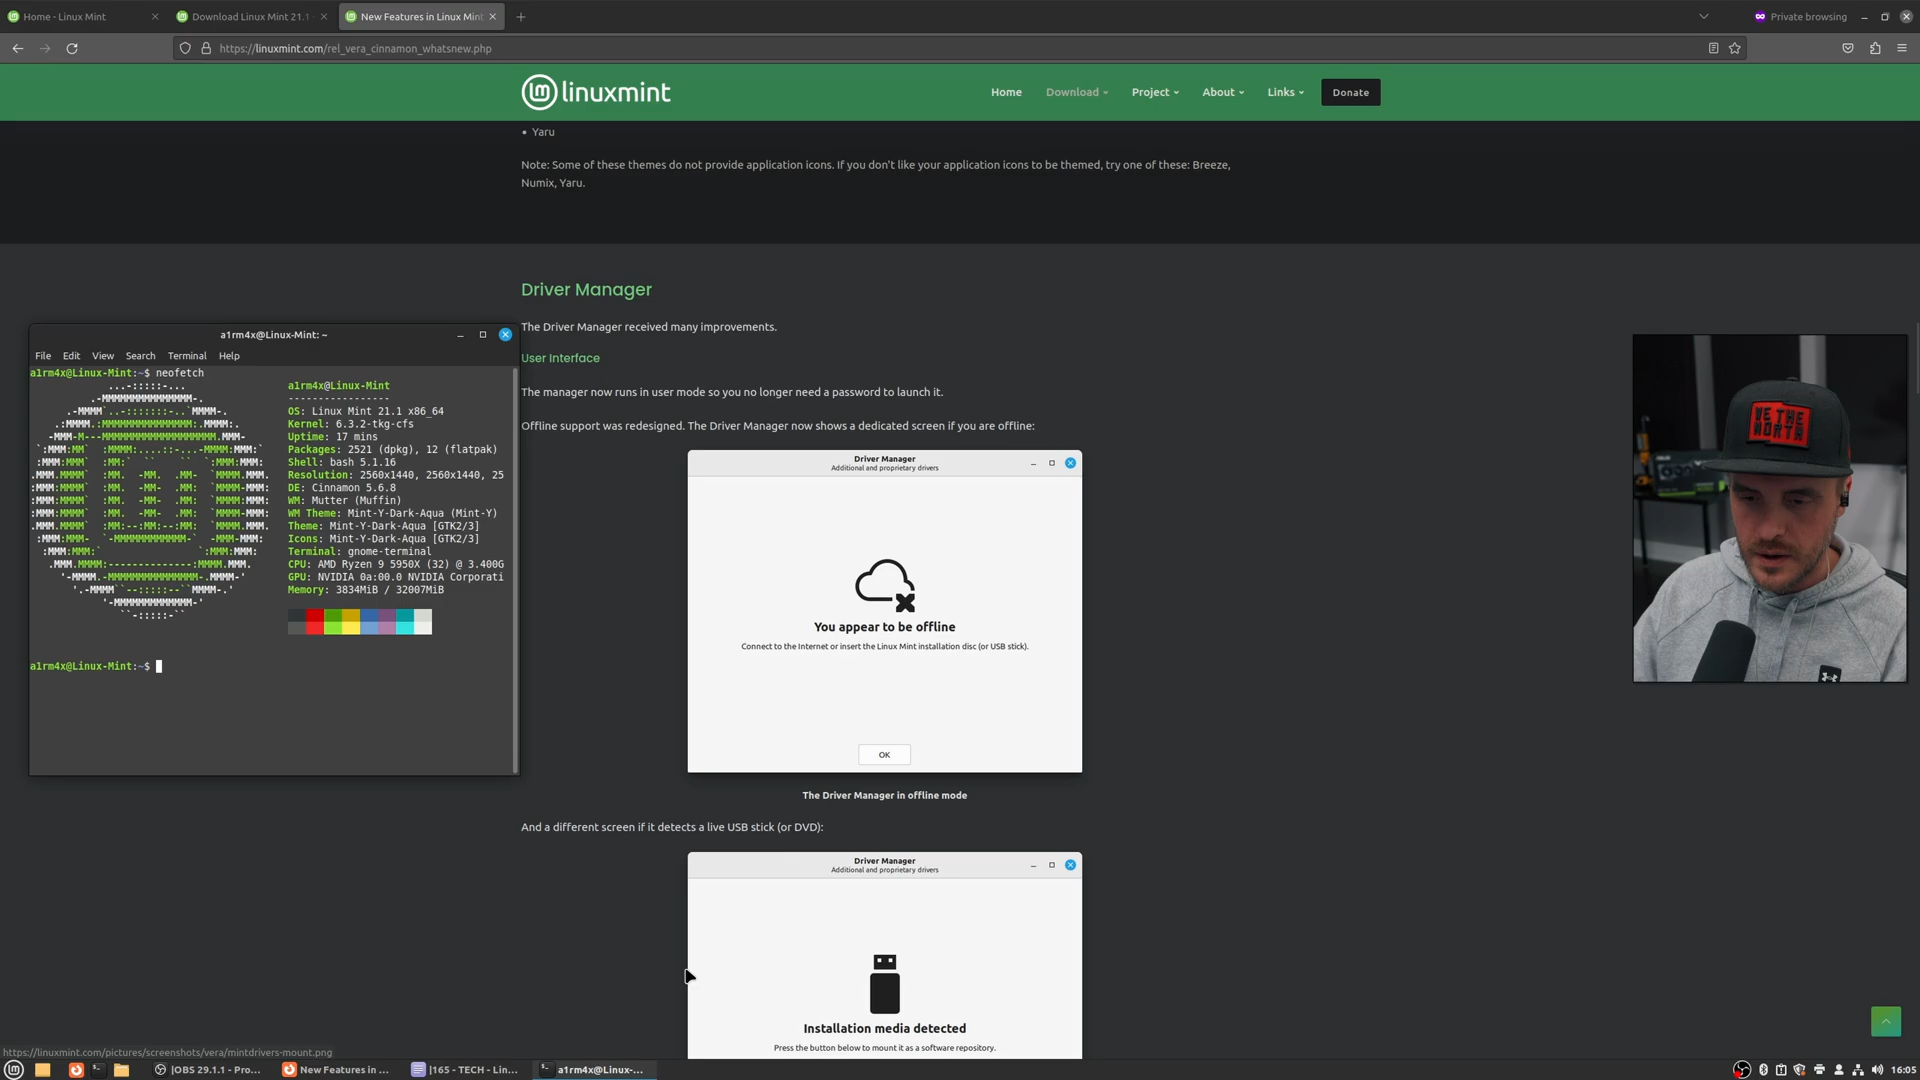 Home - Linux Mint
Download Linux Mint 21.1
New Features in Linux Mint
Private browsing
https://linuxmint.com/rel_vera_cinnamon_whatsnew.php
linuxmint
Home
Download
Project
About
Links
Donate
• Yaru
Note: Some of these themes do not provide application icons. If you don't like your application icons to be themed, try one of these: Breeze,
Numix, Yaru.
Driver Manager
The Driver Manager received many improvements.
User Interface
The manager now runs in user mode so you no longer need a password to launch it.
Offline support was redesigned. The Driver Manager now shows a dedicated screen if you are offline:
a1rm4x@Linux-Mint: ~
File Edit View Search Terminal Help
a1rm4x@Linux-Mint:~$ neofetch
a1rm4x@Linux-Mint
-----------------
OS: Linux Mint 21.1 x86_64
Kernel: 6.3.2-tkg-cfs
Uptime: 17 mins
Packages: 2521 (dpkg), 12 (flatpak)
Shell: bash 5.1.16
Resolution: 2560x1440, 2560x1440, 25
DE: Cinnamon 5.6.8
WM: Mutter (Muffin)
WM Theme: Mint-Y-Dark-Aqua (Mint-Y)
Theme: Mint-Y-Dark-Aqua [GTK2/3]
Icons: Mint-Y-Dark-Aqua [GTK2/3]
Terminal: gnome-terminal
CPU: AMD Ryzen 9 5950X (32) @ 3.400G
GPU: NVIDIA 0a:00.0 NVIDIA Corporati
Memory: 3834MiB / 32007MiB
a1rm4x@Linux-Mint:~$
Driver Manager
Additional and proprietary drivers
You appear to be offline
Connect to the Internet or insert the Linux Mint installation disc (or USB stick).
OK
The Driver Manager in offline mode
And a different screen if it detects a live USB stick (or DVD):
Driver Manager
Additional and proprietary drivers
Installation media detected
Press the button below to mount it as a software repository.
WE THE
NORTH
https://linuxmint.com/pictures/screenshots/vera/mintdrivers-mount.png
|OBS 29.1.1 - Pro...
New Features in ...
|165 - TECH - Lin...
a1rm4x@Linux-...
16:05